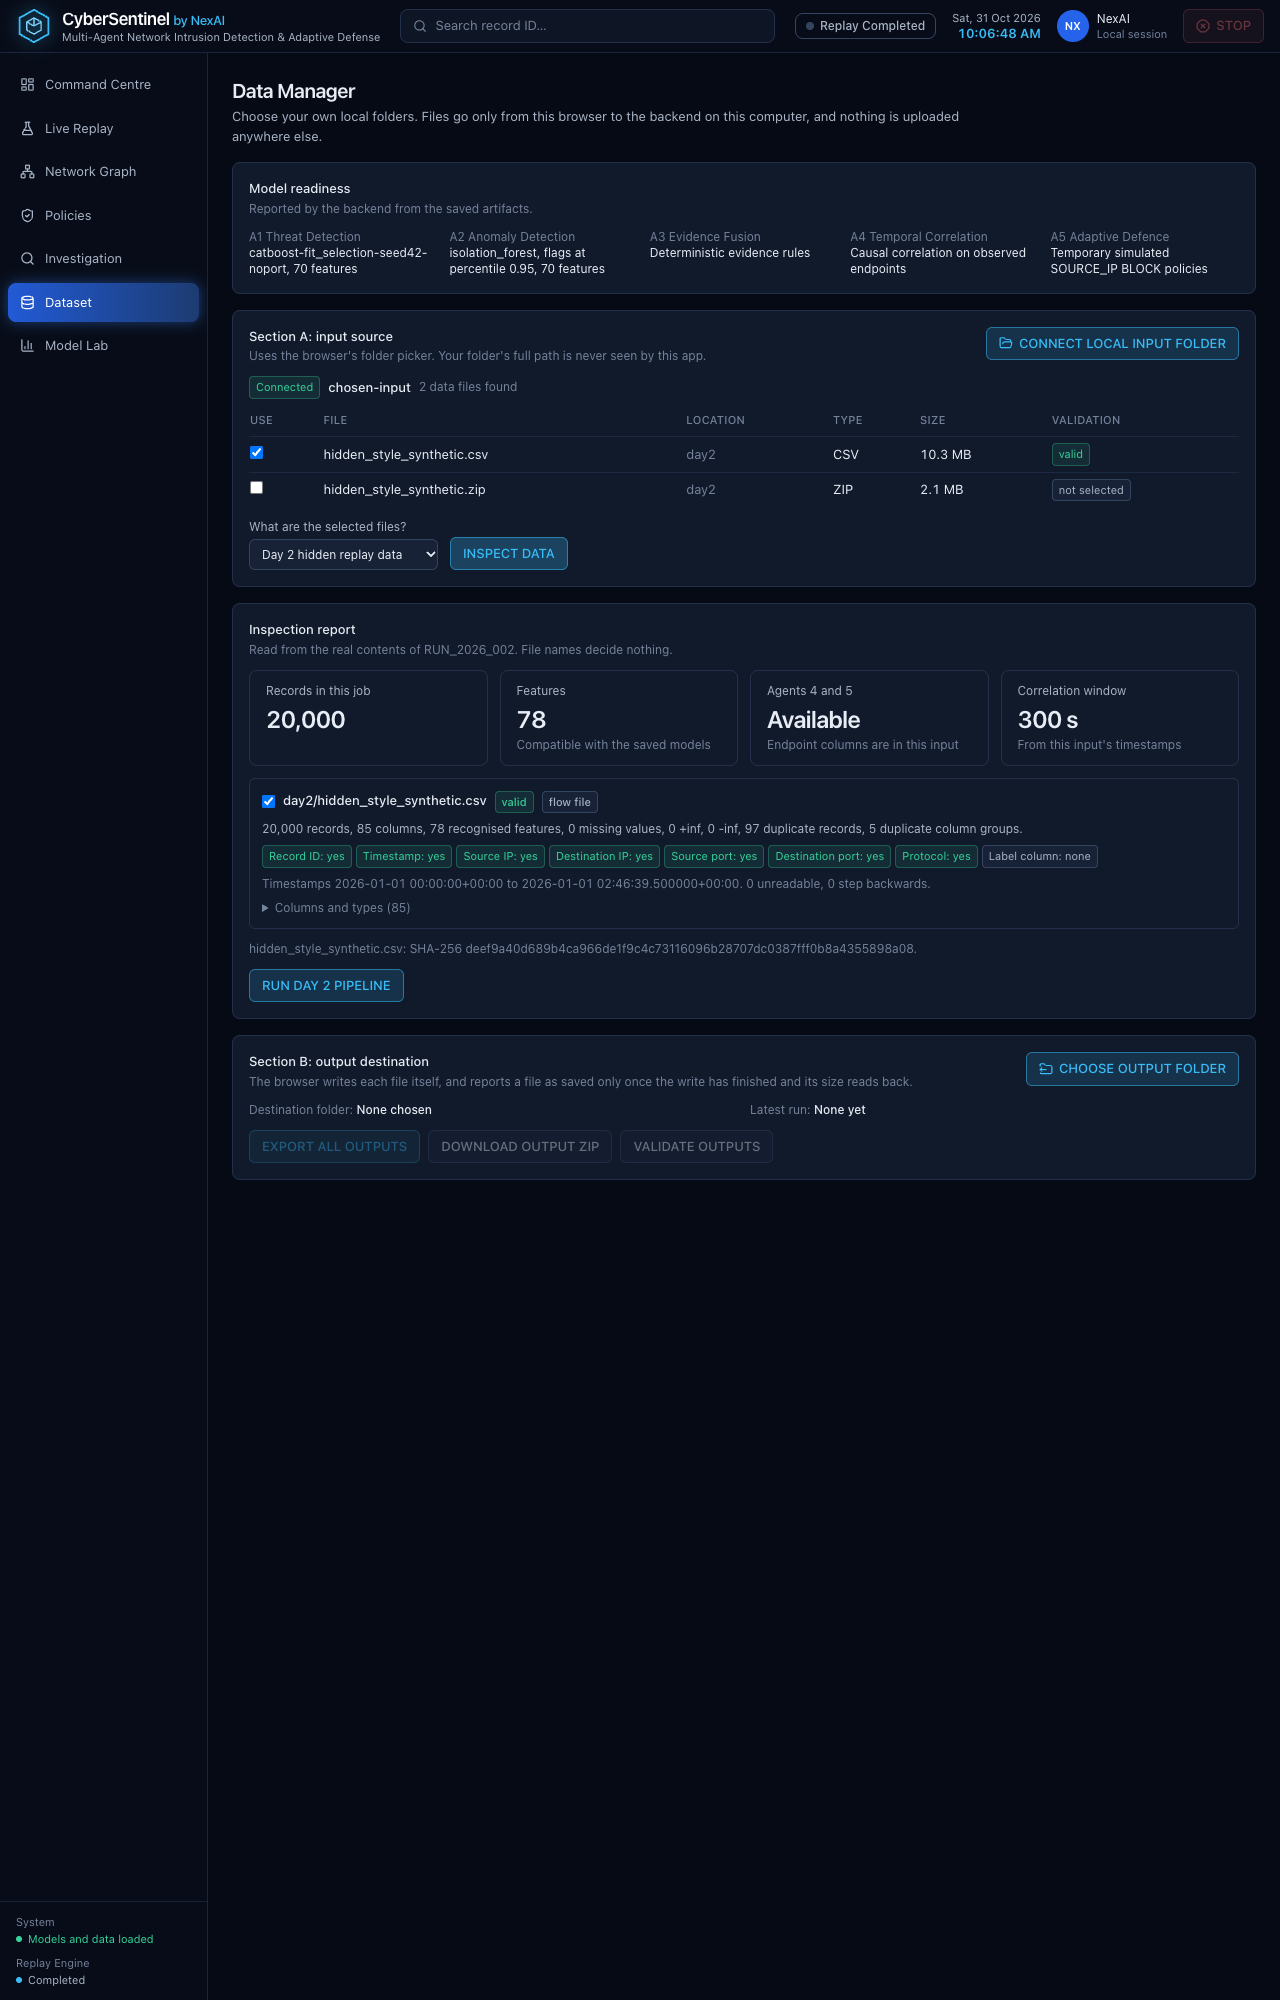 CyberSentinel by NexAI
Multi-Agent Network Intrusion Detection & Adaptive Defense
Search record ID...
Replay Completed
Sat, 31 Oct 2026
10:06:48 AM
NX
NexAI
Local session
STOP
Command Centre
Live Replay
Network Graph
Policies
Investigation
Dataset
Model Lab
Data Manager
Choose your own local folders. Files go only from this browser to the backend on this computer, and nothing is uploaded
anywhere else.
Model readiness
Reported by the backend from the saved artifacts.
A1 Threat Detection
catboost-fit_selection-seed42-
noport, 70 features
A2 Anomaly Detection
isolation_forest, flags at
percentile 0.95, 70 features
A3 Evidence Fusion
Deterministic evidence rules
A4 Temporal Correlation
Causal correlation on observed
endpoints
A5 Adaptive Defence
Temporary simulated
SOURCE_IP BLOCK policies
Section A: input source
Uses the browser's folder picker. Your folder's full path is never seen by this app.
CONNECT LOCAL INPUT FOLDER
Connected chosen-input 2 data files found
USE FILE LOCATION TYPE SIZE VALIDATION
hidden_style_synthetic.csv day2 CSV 10.3 MB valid
hidden_style_synthetic.zip day2 ZIP 2.1 MB not selected
What are the selected files?
Day 2 hidden replay data
INSPECT DATA
Inspection report
Read from the real contents of RUN_2026_002. File names decide nothing.
Records in this job
20,000
Features
78
Compatible with the saved models
Agents 4 and 5
Available
Endpoint columns are in this input
Correlation window
300 s
From this input's timestamps
day2/hidden_style_synthetic.csv valid flow file
20,000 records, 85 columns, 78 recognised features, 0 missing values, 0 +inf, 0 -inf, 97 duplicate records, 5 duplicate column groups.
Record ID: yes Timestamp: yes Source IP: yes Destination IP: yes Source port: yes Destination port: yes Protocol: yes Label column: none
Timestamps 2026-01-01 00:00:00+00:00 to 2026-01-01 02:46:39.500000+00:00. 0 unreadable, 0 step backwards.
Columns and types (85)
hidden_style_synthetic.csv: SHA-256 deef9a40d689b4ca966de1f9c4c73116096b28707dc0387fff0b8a4355898a08.
RUN DAY 2 PIPELINE
Section B: output destination
The browser writes each file itself, and reports a file as saved only once the write has finished and its size reads back.
CHOOSE OUTPUT FOLDER
Destination folder: None chosen
Latest run: None yet
EXPORT ALL OUTPUTS
DOWNLOAD OUTPUT ZIP
VALIDATE OUTPUTS
System
Models and data loaded
Replay Engine
Completed